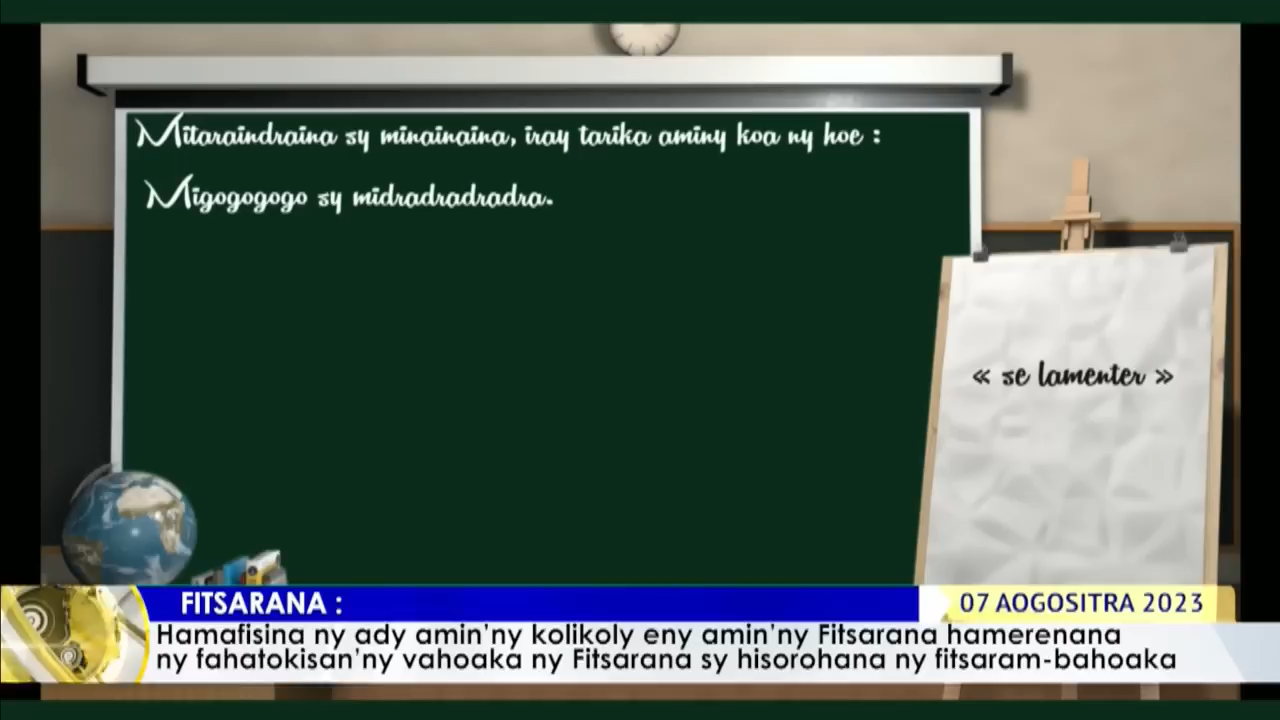 Mitaraindraina sy minainaina, iray tarika aminy koa ny hoe :
Migogogogo sy midradradradra.
« se lamenter »
FITSARANA :
07 AOGOSITRA 2023
Hamafisina ny ady amin'ny kolikoly eny amin'ny Fitsarana hamerenana
ny fahatokisan'ny vahoaka ny Fitsarana sy hisorohana ny fitsaram-bahoaka